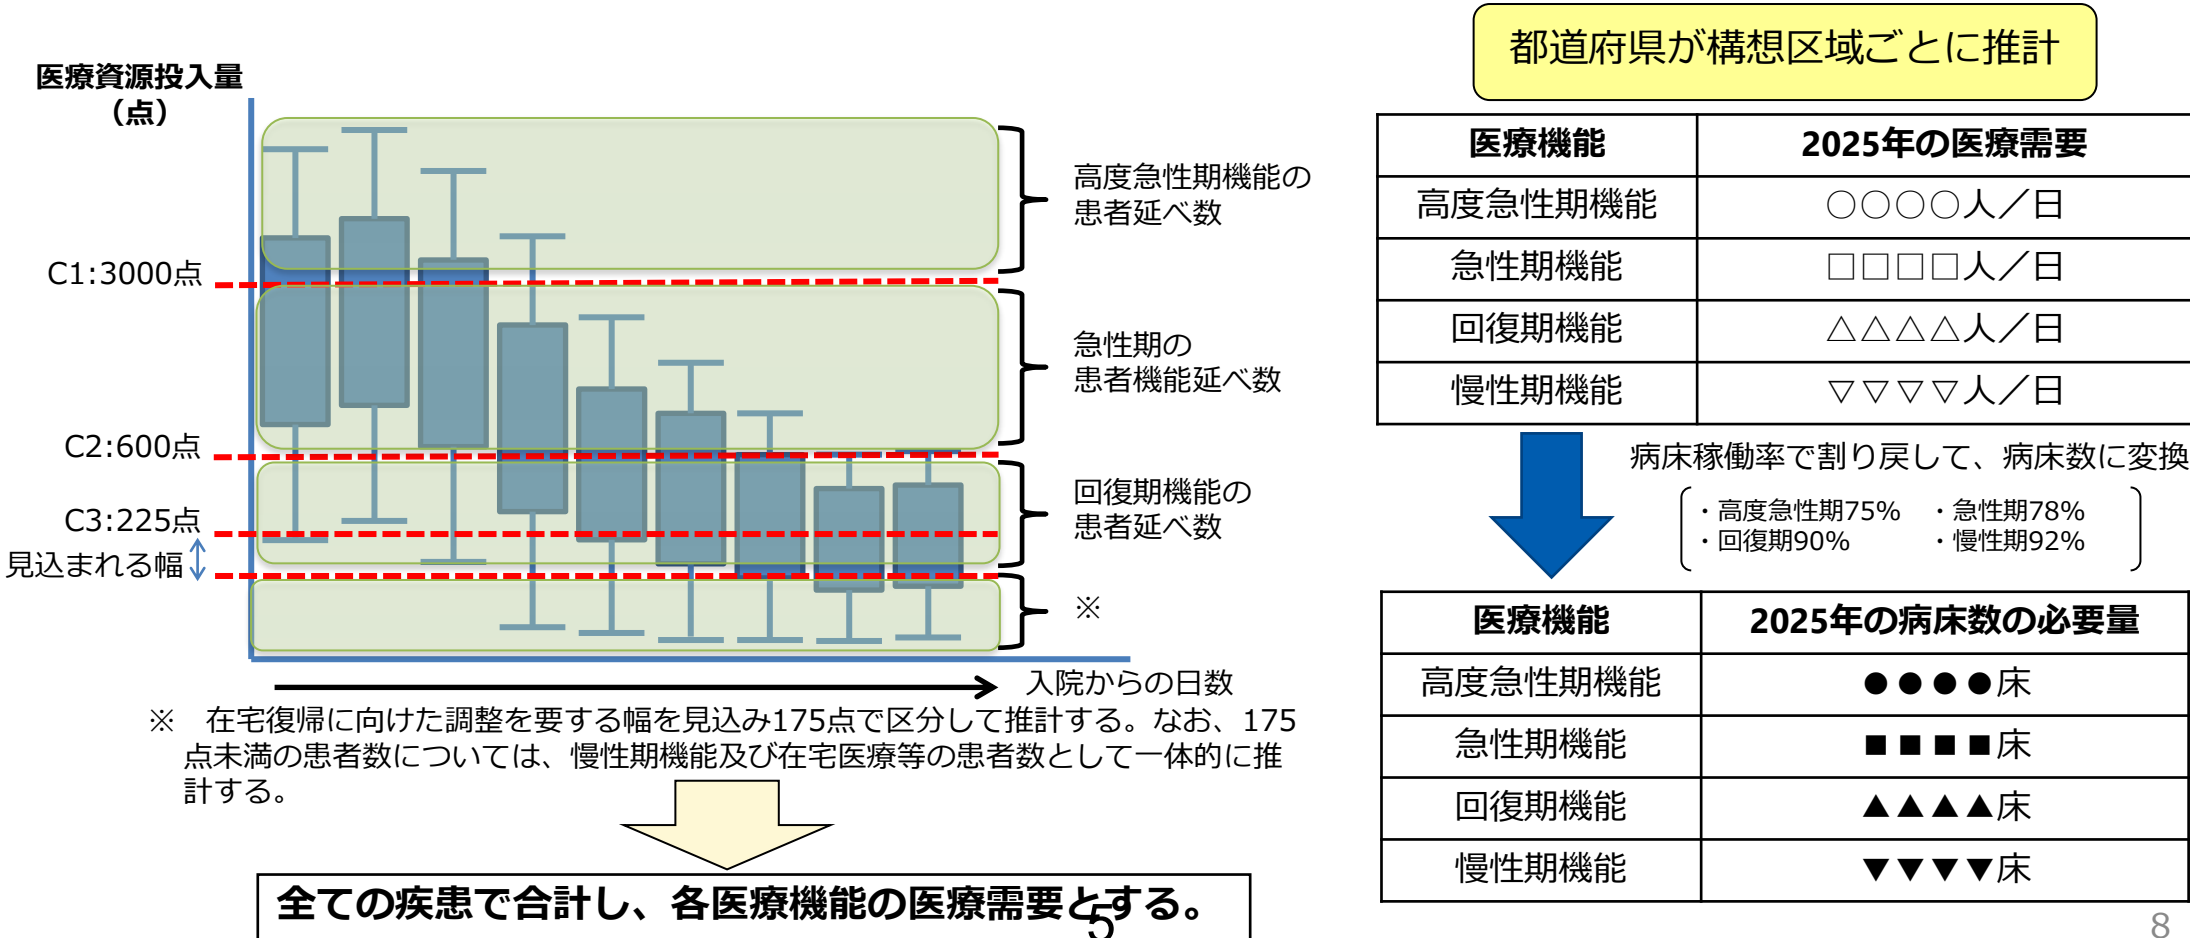 医療資源投入量
（点）
C1:3000点
C2:600点
C3:225点
見込まれる幅
高度急性期機能の
患者延べ数
急性期の
患者機能延べ数
回復期機能の
患者延べ数
※
入院からの日数
※　在宅復帰に向けた調整を要する幅を見込み175点で区分して推計する。なお、175
点未満の患者数については、慢性期機能及び在宅医療等の患者数として一体的に推
計する。
全ての疾患で合計し、各医療機能の医療需要とする。
5
都道府県が構想区域ごとに推計
医療機能　2025年の医療需要
高度急性期機能　○○○○人／日
急性期機能　□□□□人／日
回復期機能　△△△△人／日
慢性期機能　▽▽▽▽人／日
病床稼働率で割り戻して、病床数に変換
・高度急性期75%　・急性期78%
・回復期90%　・慢性期92%
医療機能　2025年の病床数の必要量
高度急性期機能　●●●●床
急性期機能　■■■■床
回復期機能　▲▲▲▲床
慢性期機能　▼▼▼▼床
8